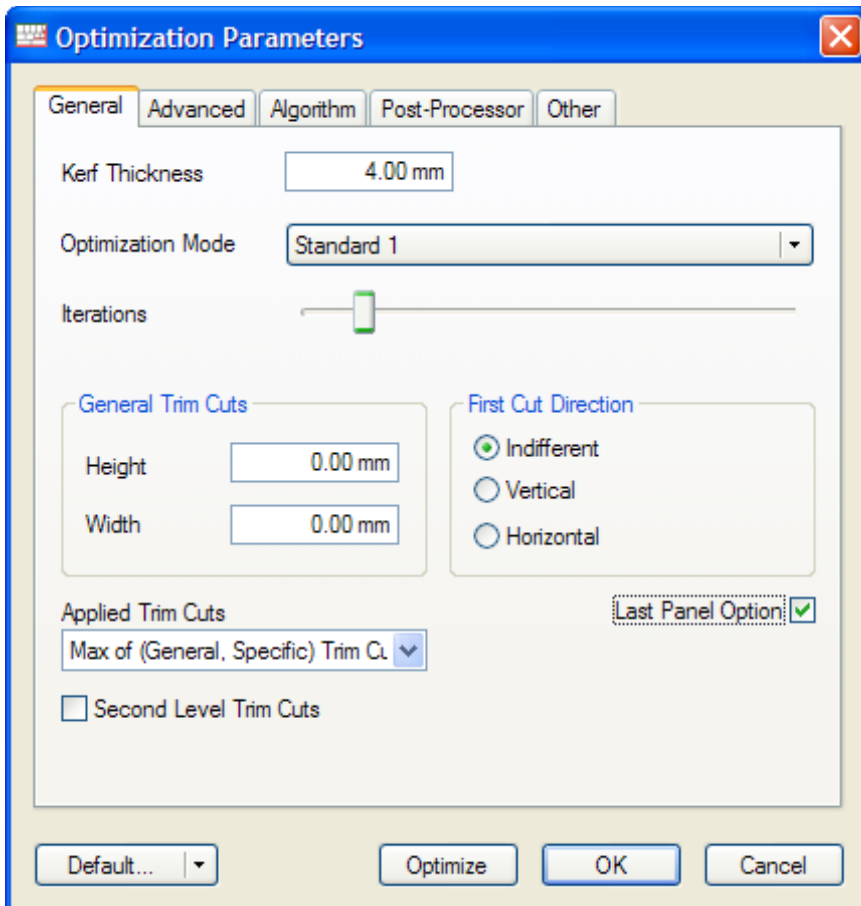 Optimization Parameters
General Advanced Algorithm Post-Processor Other
Kerf Thickness 4.00 mm
Optimization Mode Standard 1
Iterations
General Trim Cuts First Cut Direction
Height 0.00 mm
Width 0.00 mm
Indifferent
Vertical
Horizontal
Applied Trim Cuts
Last Panel Option
Max of (General, Specific) Trim Cu
Second Level Trim Cuts
Default... Optimize OK Cancel